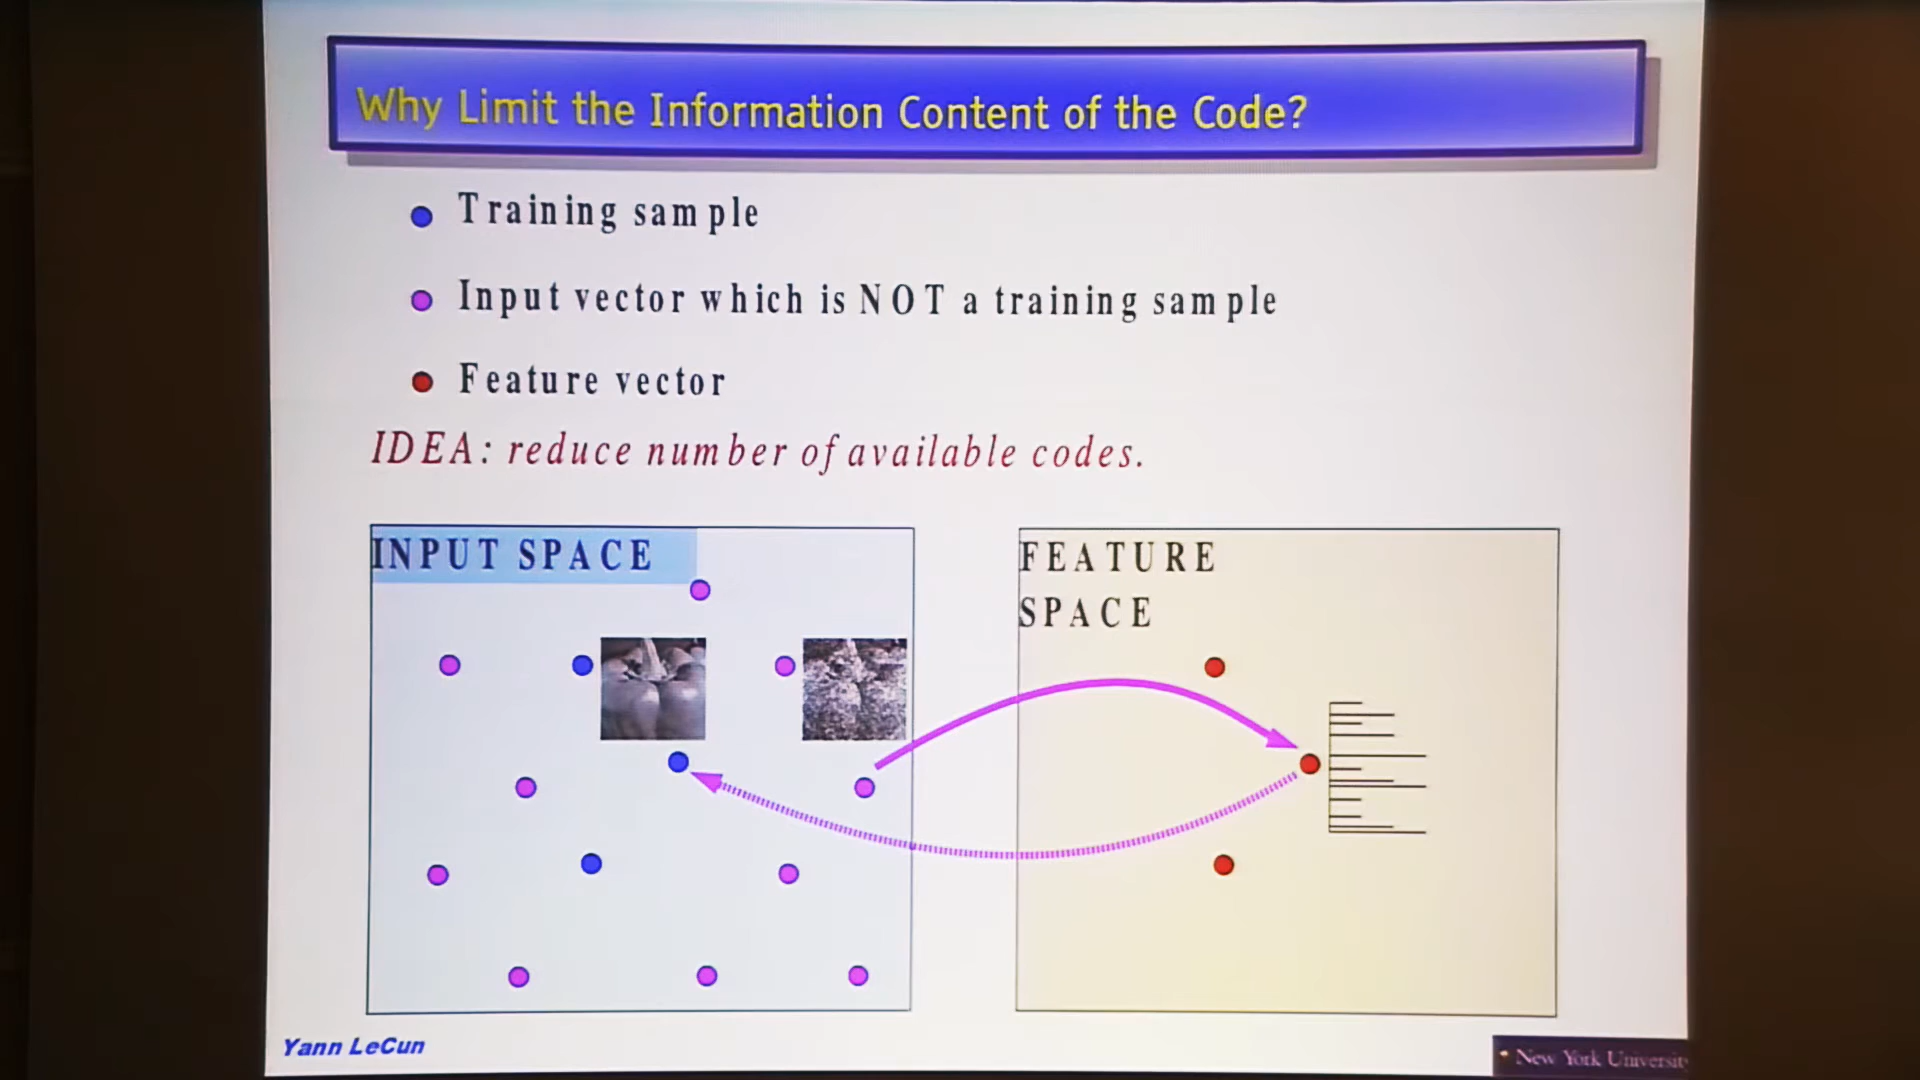 Why Limit the Information Content of the Code?
Training sample
Input vector which is NOT a training sample
Feature vector
IDEA: reduce number of available codes.
INPUT SPACE
FEATURE
SPACE
Yann LeCun
New York University